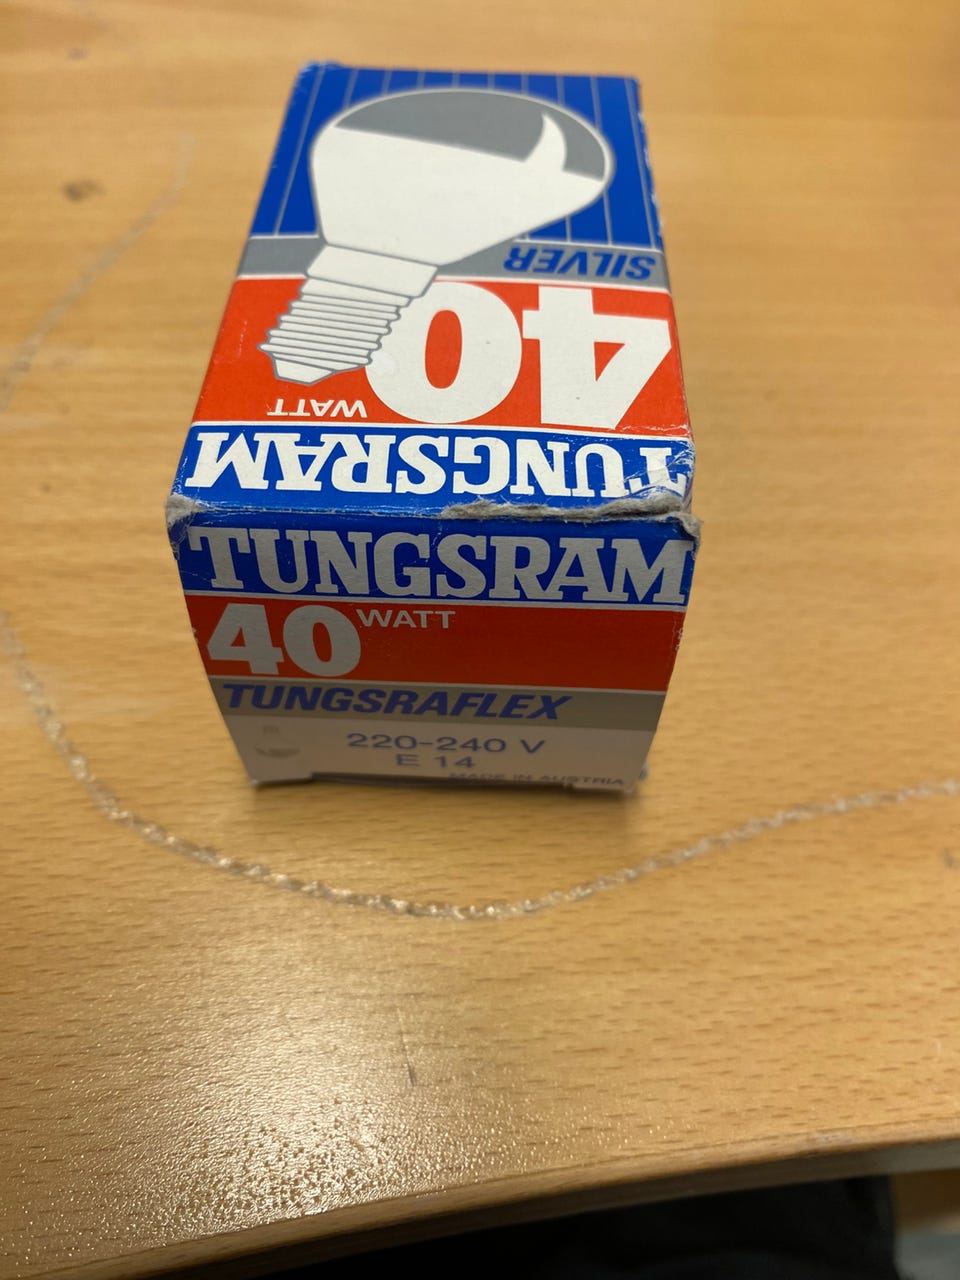 SILVER
40
WATT
TUNGSRAM
TUNGSRAM
40 WATT
TUNGSRAFLEX
220-240 V
E 14
MADE IN AUSTRIA